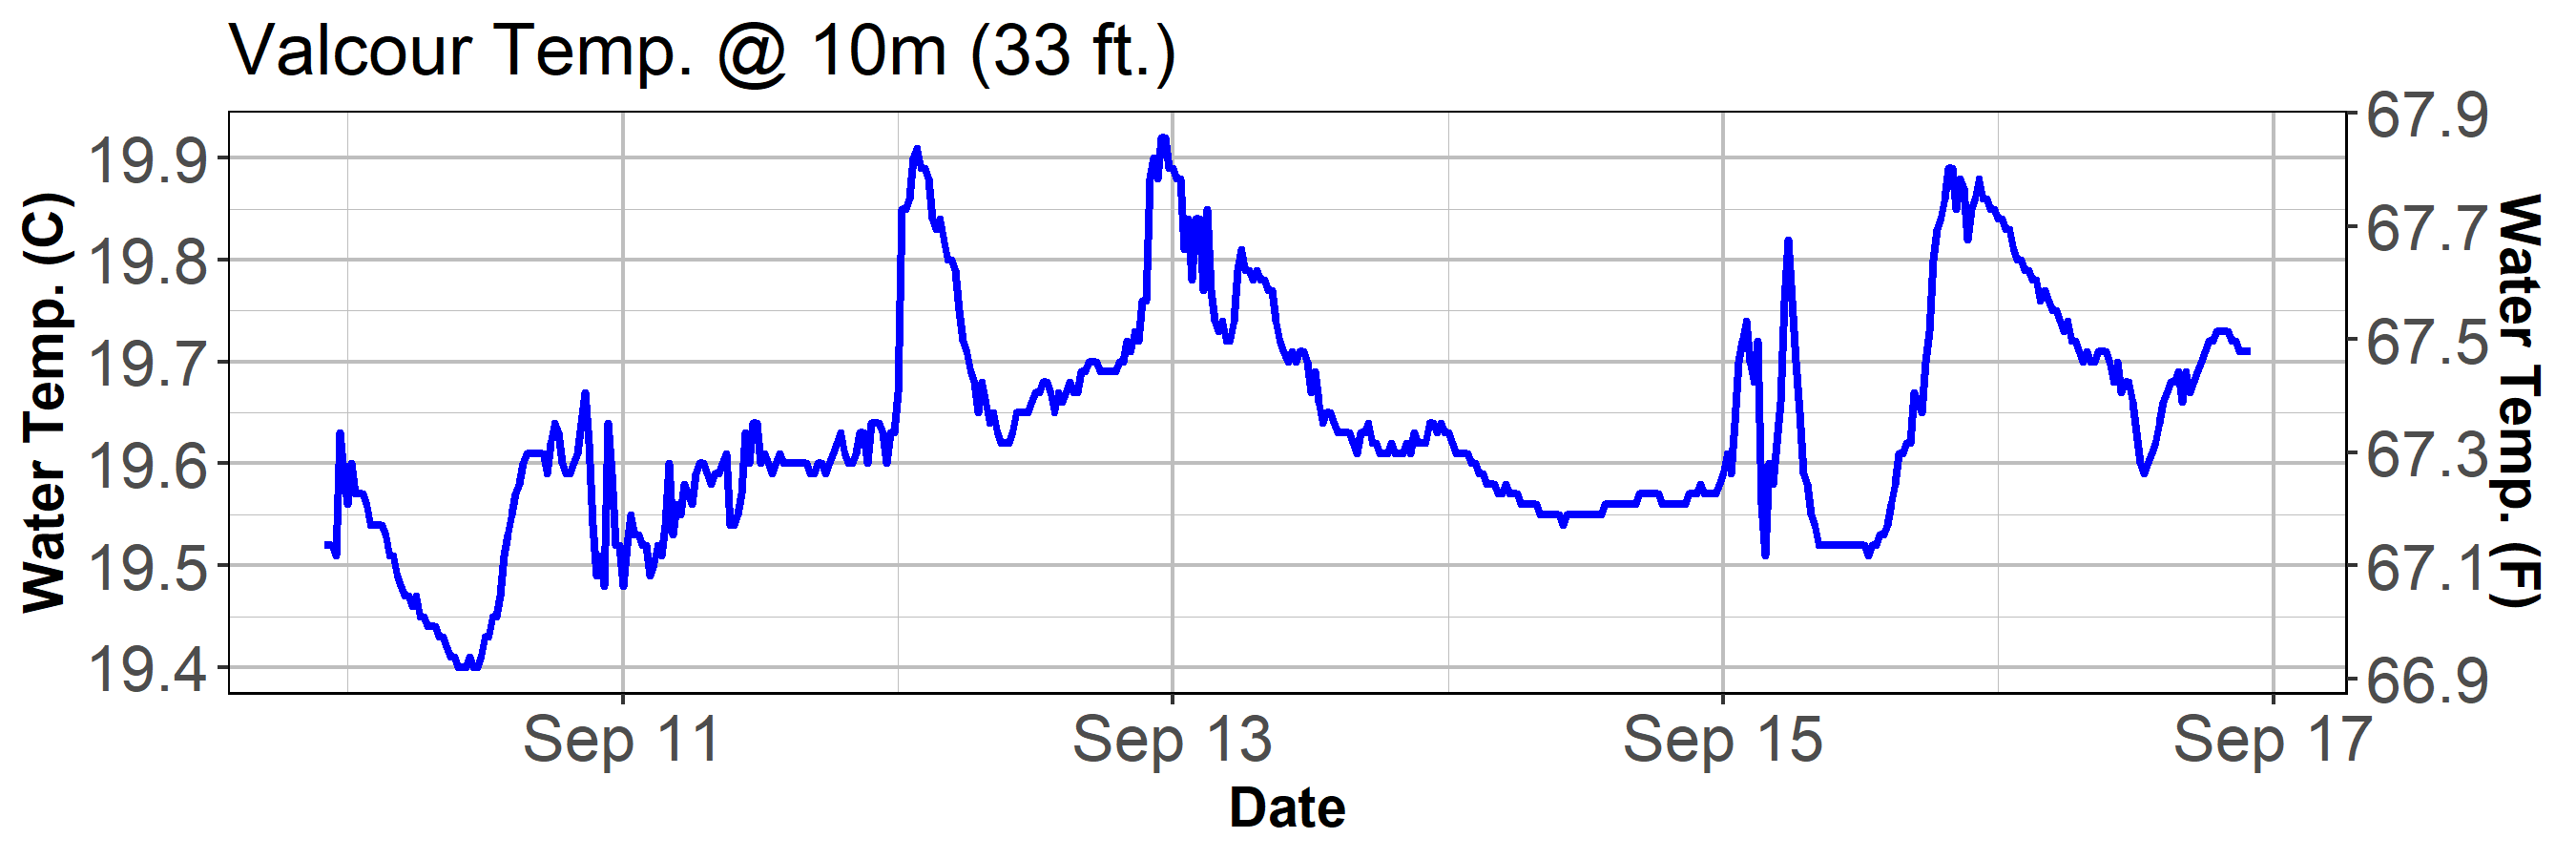 Valcour Temp. @ 10m (33 ft.)
Water Temp. (C)
19.9
19.8
19.7
19.6
19.5
19.4
67.9
67.7
67.5
67.3
67.1
66.9
Water Temp. (F)
Sep 11 Sep 13 Sep 15 Sep 17
Date